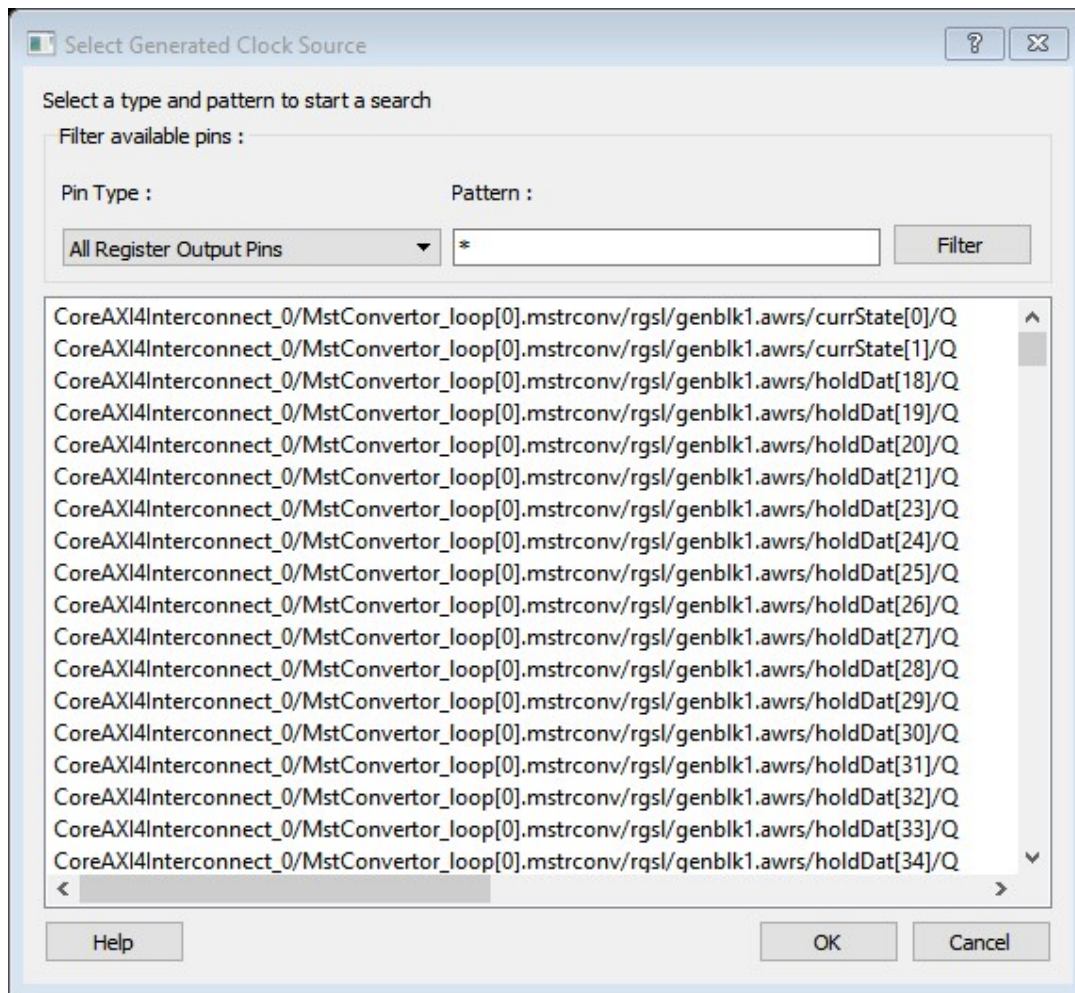 Select Generated Clock Source
Select a type and pattern to start a search
Filter available pins :
Pin Type :
Pattern :
All Register Output Pins
*
Filter
CoreAXI4Interconnect_0/MstConvertor_loop[0].mstrconv/rgsl/genblk1.awrs/currState[0]/Q
CoreAXI4Interconnect_0/MstConvertor_loop[0].mstrconv/rgsl/genblk1.awrs/currState[1]/Q
CoreAXI4Interconnect_0/MstConvertor_loop[0].mstrconv/rgsl/genblk1.awrs/holdDat[18]/Q
CoreAXI4Interconnect_0/MstConvertor_loop[0].mstrconv/rgsl/genblk1.awrs/holdDat[19]/Q
CoreAXI4Interconnect_0/MstConvertor_loop[0].mstrconv/rgsl/genblk1.awrs/holdDat[20]/Q
CoreAXI4Interconnect_0/MstConvertor_loop[0].mstrconv/rgsl/genblk1.awrs/holdDat[21]/Q
CoreAXI4Interconnect_0/MstConvertor_loop[0].mstrconv/rgsl/genblk1.awrs/holdDat[23]/Q
CoreAXI4Interconnect_0/MstConvertor_loop[0].mstrconv/rgsl/genblk1.awrs/holdDat[24]/Q
CoreAXI4Interconnect_0/MstConvertor_loop[0].mstrconv/rgsl/genblk1.awrs/holdDat[25]/Q
CoreAXI4Interconnect_0/MstConvertor_loop[0].mstrconv/rgsl/genblk1.awrs/holdDat[26]/Q
CoreAXI4Interconnect_0/MstConvertor_loop[0].mstrconv/rgsl/genblk1.awrs/holdDat[27]/Q
CoreAXI4Interconnect_0/MstConvertor_loop[0].mstrconv/rgsl/genblk1.awrs/holdDat[28]/Q
CoreAXI4Interconnect_0/MstConvertor_loop[0].mstrconv/rgsl/genblk1.awrs/holdDat[29]/Q
CoreAXI4Interconnect_0/MstConvertor_loop[0].mstrconv/rgsl/genblk1.awrs/holdDat[30]/Q
CoreAXI4Interconnect_0/MstConvertor_loop[0].mstrconv/rgsl/genblk1.awrs/holdDat[31]/Q
CoreAXI4Interconnect_0/MstConvertor_loop[0].mstrconv/rgsl/genblk1.awrs/holdDat[32]/Q
CoreAXI4Interconnect_0/MstConvertor_loop[0].mstrconv/rgsl/genblk1.awrs/holdDat[33]/Q
CoreAXI4Interconnect_0/MstConvertor_loop[0].mstrconv/rgsl/genblk1.awrs/holdDat[34]/Q
Help
OK
Cancel